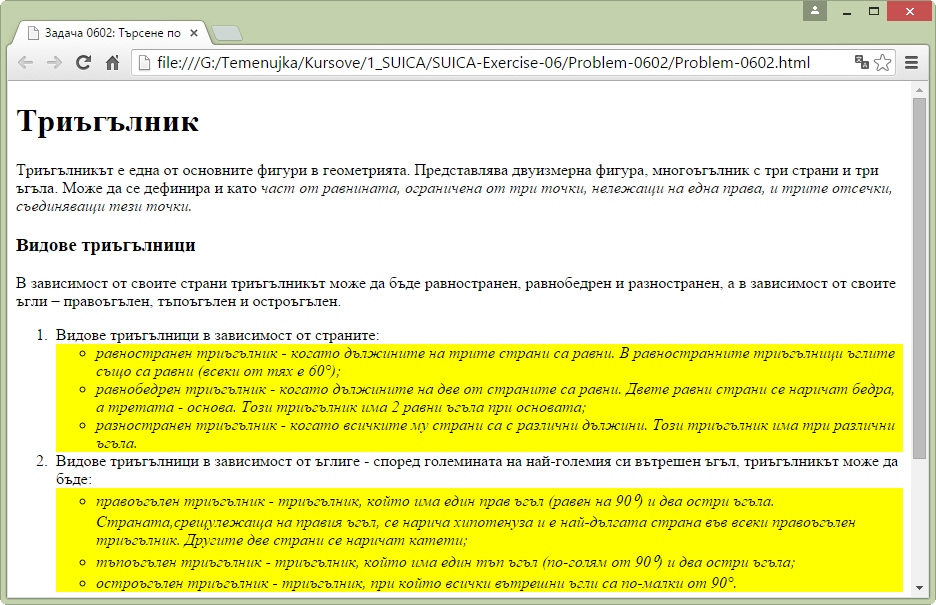 Задача 0602: Търсене по
file:///G:/Temenujka/Kursove/1_SUICA/SUICA-Exercise-06/Problem-0602/Problem-0602.html
Триъгълник
Триъгълникът е една от основните фигури в геометрията. Представлява двуизмерна фигура, многоъгълник с три страни и три
ъгъла. Може да се дефинира и като част от равнината, ограничена от три точки, нележащи на една права, и трите отсечки,
съединяващи тези точки.
Видове триъгълници
В зависимост от своите страни триъгълникът може да бъде равностранен, равнобедрен и разностранен, а в зависимост от своите
ъгли – правоъгълен, тъпоъгълен и остроъгълен.
1. Видове триъгълници в зависимост от страните:
равностранен триъгълник - когато дължините на трите страни са равни. В равностранните триъгълници ъглите
също са равни (всеки от тях е 60°);
равнобедрен триъгълник - когато дължините на две от страните са равни. Двете равни страни се наричат бедра,
а третата - основа. Този триъгълник има 2 равни ъгъла при основата;
разностранен триъгълник - когато всичките му страни са с различни дължини. Този триъгълник има три различни
ъгъла.
2. Видове триъгълници в зависимост от ъглиге - според големината на най-големия си вътрешен ъгъл, триъгълникът може да
бъде:
правоъгълен триъгълник - триъгълник, който има един прав ъгъл (равен на 90⁰) и два остри ъгъла.
Страната,срещулежаща на правия ъгъл, се нарича хипотенуза и е най-дългата страна във всеки правоъгълен
триъгълник. Другите две страни се наричат катети;
тъпоъгълен триъгълник - триъгълник, който има един тъп ъгъл (по-голям от 90⁰) и два остри ъгъла;
остроъгълен триъгълник - триъгълник, при който всички вътрешни ъгли са по-малки от 90°.